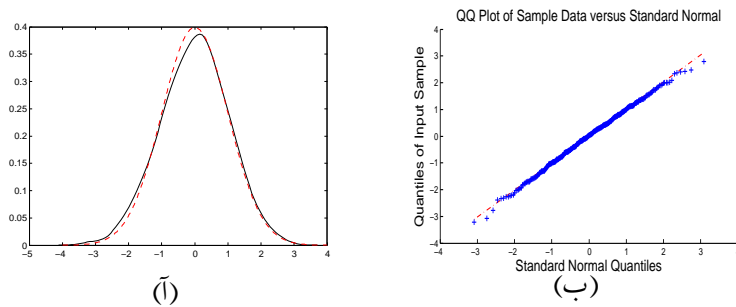 QQ Plot of Sample Data versus Standard Normal
0.4
0.35
0.3
0.25
0.2
0.15
0.1
0.05
0
−5 −4 −3 −2 −1 0 1 2 3 4
(آ)
Quantiles of Input Sample
4
3
2
1
0
−1
−2
−3
−4
−4 −3 −2 −1 0 1 2 3
Standard Normal Quantiles
(ب)